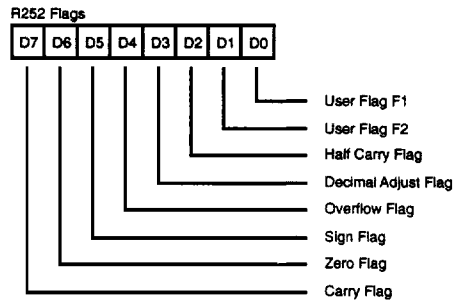 R252 Flags
D7 D6 D5 D4 D3 D2 D1 D0
User Flag F1
User Flag F2
Half Carry Flag
Decimal Adjust Flag
Overflow Flag
Sign Flag
Zero Flag
Carry Flag